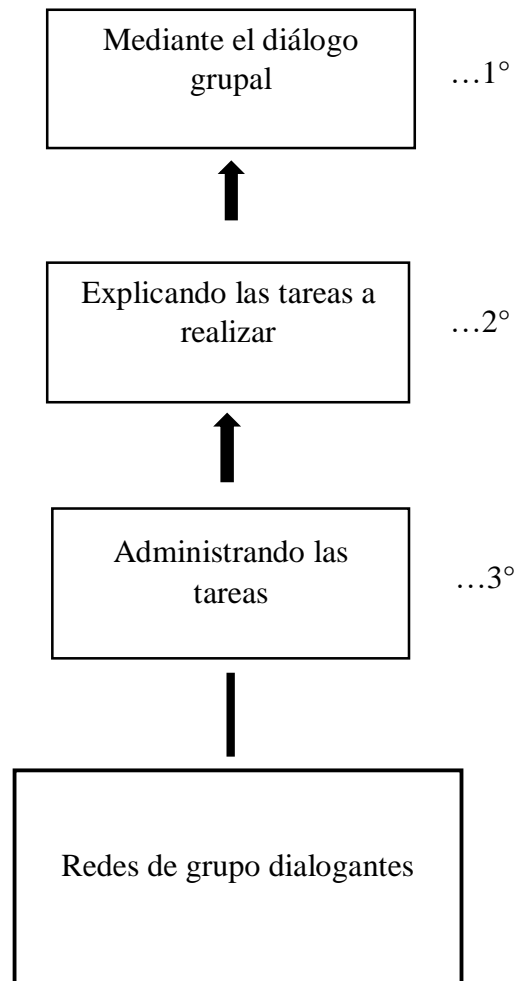 Mediante el diálogo
grupal
…1°
Explicando las tareas a
realizar
…2°
Administrando las
tareas
…3°
Redes de grupo dialogantes